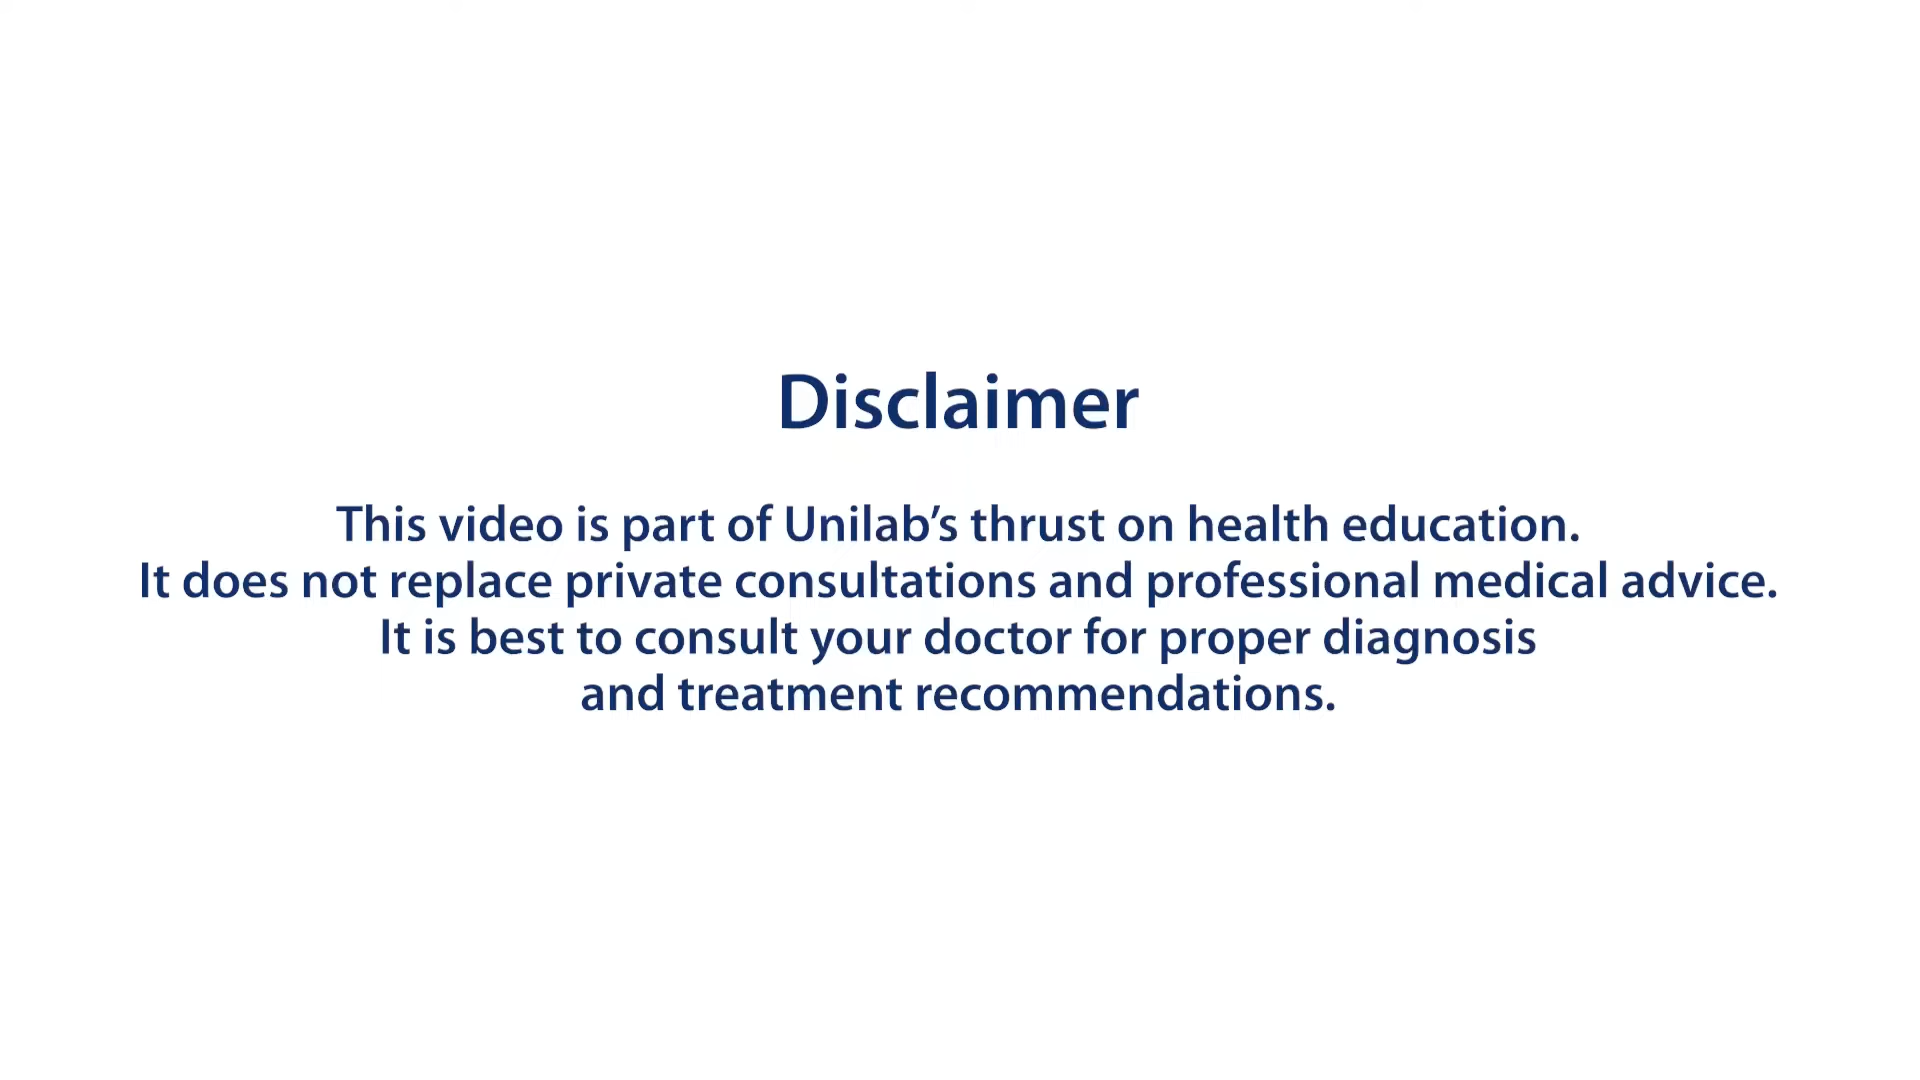 Disclaimer
This video is part of Unilab’s thrust on health education.
It does not replace private consultations and professional medical advice.
It is best to consult your doctor for proper diagnosis
and treatment recommendations.